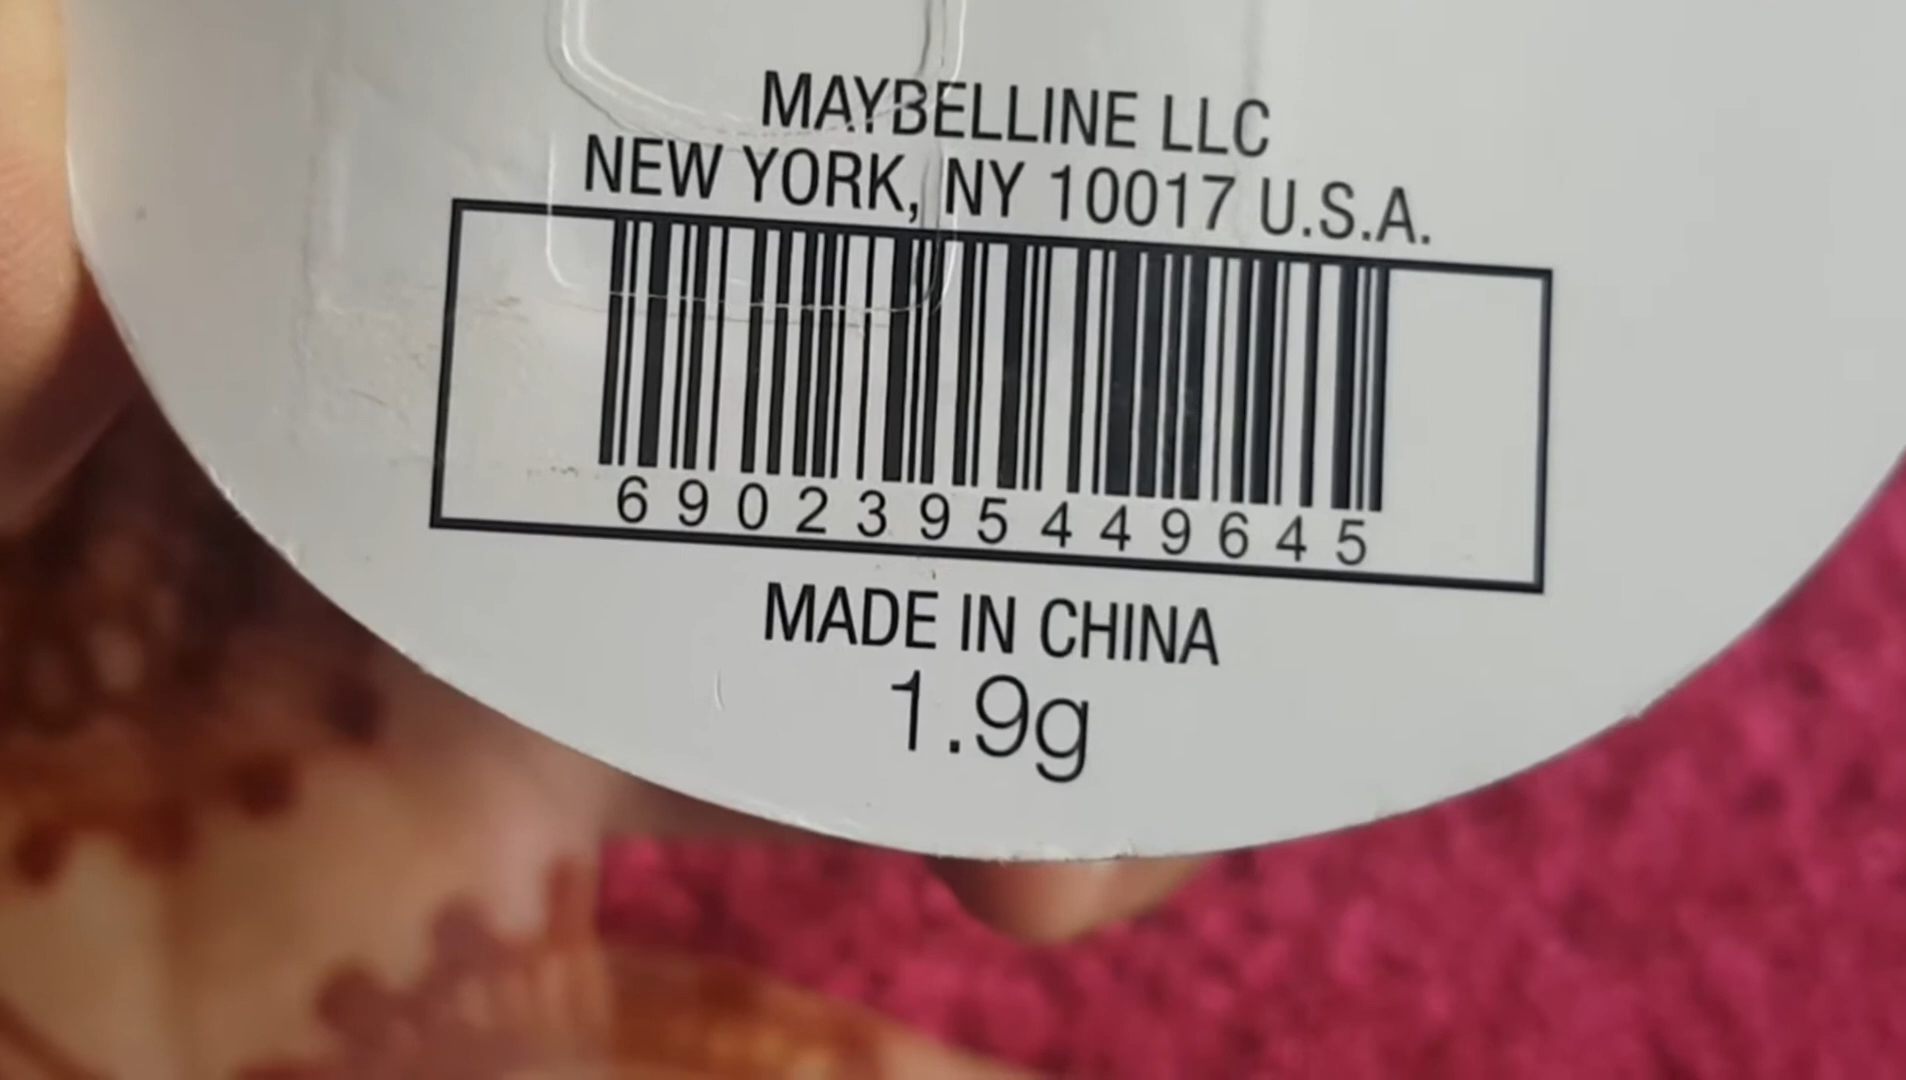 MAYBELLINE LLC
NEW YORK, NY 10017 U.S.A.
6902395449645
MADE IN CHINA
1.9g